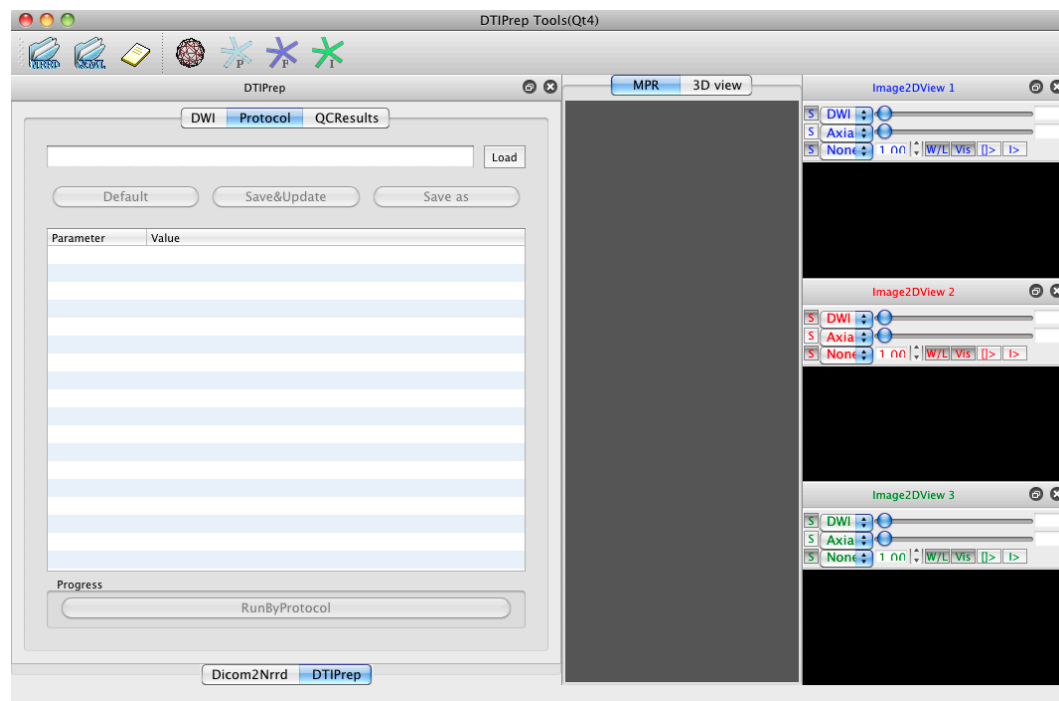 DTIPrep Tools(Qt4)
NRRD XML P F I
DTIPrep
DWI Protocol QCResults
Load
Default Save&Update Save as
Parameter Value
Progress
RunByProtocol
Dicom2Nrrd DTIPrep
MPR 3D view
Image2DView 1
S DWI
S Axia
S None 1.00 W/L Vis []> I>
Image2DView 2
S DWI
S Axia
S None 1.00 W/L Vis []> I>
Image2DView 3
S DWI
S Axia
S None 1.00 W/L Vis []> I>